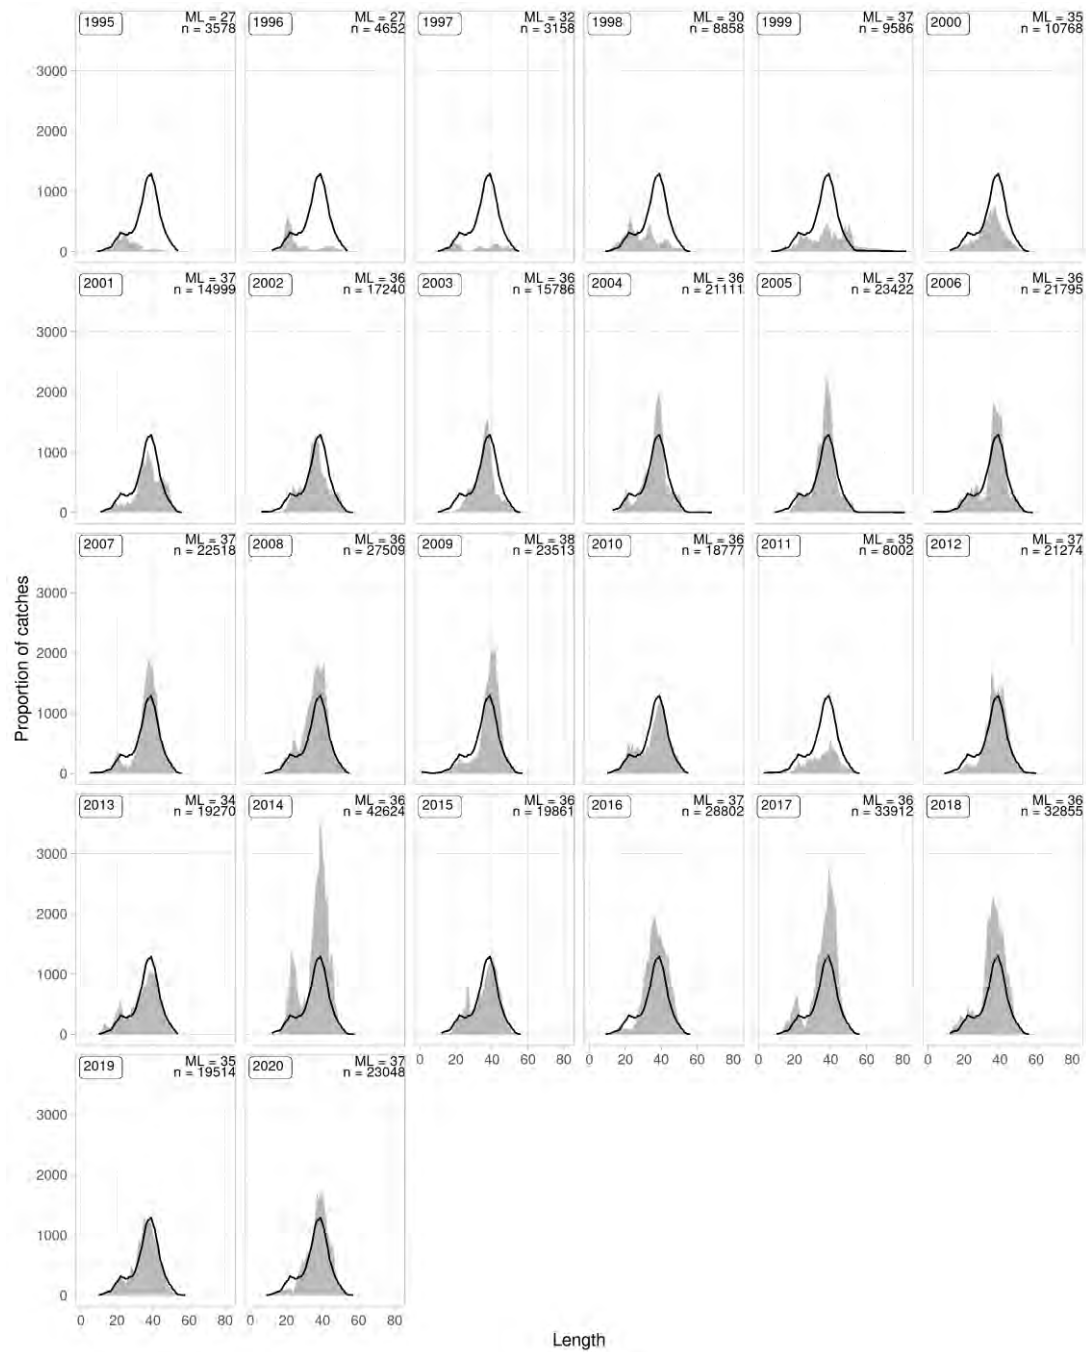 1995 ML = 27
n = 3578
1996 ML = 27
n = 4652
1997 ML = 32
n = 3158
1998 ML = 30
n = 8858
1999 ML = 37
n = 9586
2000 ML = 35
n = 10768
3000
2000
1000
0
2001 ML = 37
n = 14999
2002 ML = 36
n = 17240
2003 ML = 36
n = 15786
2004 ML = 36
n = 21111
2005 ML = 37
n = 23422
2006 ML = 36
n = 21795
3000
2000
1000
0
2007 ML = 37
n = 22518
2008 ML = 36
n = 27509
2009 ML = 38
n = 23513
2010 ML = 36
n = 18777
2011 ML = 35
n = 8002
2012 ML = 37
n = 21274
3000
2000
1000
0
Proportion of catches
2013 ML = 34
n = 19270
2014 ML = 36
n = 42624
2015 ML = 36
n = 19861
2016 ML = 37
n = 28802
2017 ML = 36
n = 33912
2018 ML = 36
n = 32855
3000
2000
1000
0
0 20 40 60 80 0 20 40 60 80 0 20 40 60 80 0 20 40 60 80
2019 ML = 35
n = 19514
2020 ML = 37
n = 23048
3000
2000
1000
0
0 20 40 60 80 0 20 40 60 80
Length